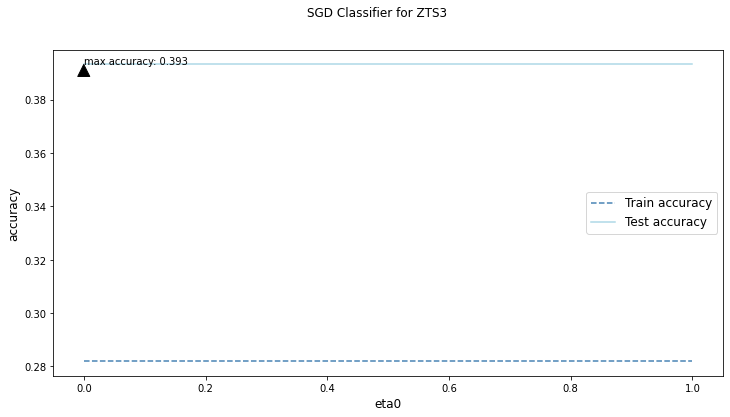 SGD Classifier for ZTS3
max accuracy: 0.393
accuracy
0.38
0.36
0.34
0.32
0.30
0.28
Train accuracy
Test accuracy
0.0 0.2 0.4 0.6 0.8 1.0
eta0